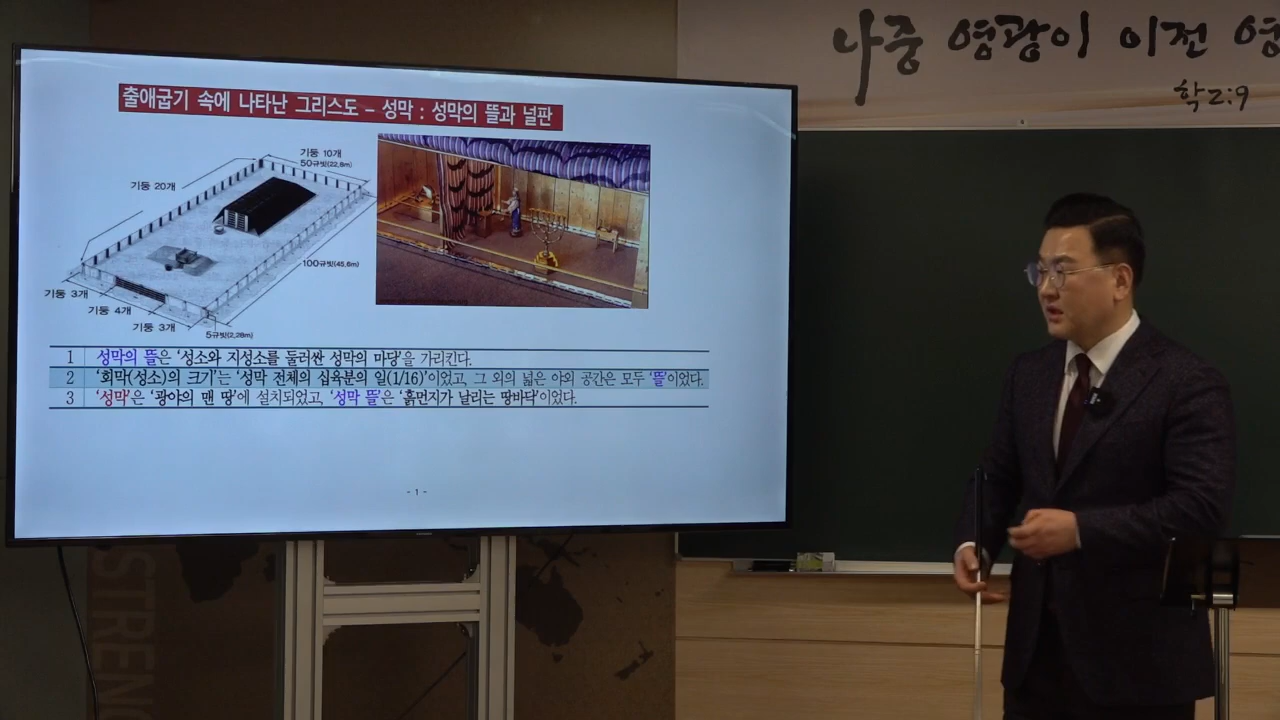 나중 영광이 이전 영
학2:9
출애굽기 속에 나타난 그리스도 – 성막 : 성막의 뜰과 널판
기둥 10개
50규빗(22,8m)
기둥 20개
100규빗(45,6m)
기둥 3개
기둥 4개
기둥 3개
5규빗(2,28m)
1 성막의 뜰은 ‘성소와 지성소를 둘러싼 성막의 마당’을 가리킨다.
2 ‘회막(성소)의 크기’는 ‘성막 전체의 십육분의 일(1/16)’이었고, 그 외의 넓은 야외 공간은 모두 ‘뜰’이었다.
3 ‘성막’은 ‘광야의 맨 땅’에 설치되었고, ‘성막 뜰’은 ‘흙먼지가 날리는 땅바닥’이었다.
- 1 -
STRENG